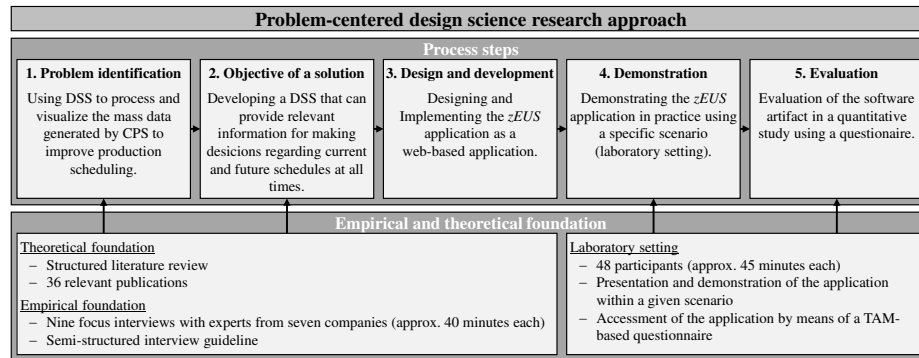 Problem-centered design science research approach
Process steps
1. Problem identification
Using DSS to process and
visualize the mass data
generated by CPS to
improve production
scheduling.
2. Objective of a solution
Developing a DSS that can
provide relevant
information for making
desicions regarding current
and future schedules at all
times.
3. Design and development
Designing and
Implementing the zEUS
application as a
web-based application.
4. Demonstration
Demonstrating the zEUS
application in practice using
a specific scenario
(laboratory setting).
5. Evaluation
Evaluation of the software
artifact in a quantitative
study using a questionaire.
Empirical and theoretical foundation
Theoretical foundation
– Structured literature review
– 36 relevant publications
Empirical foundation
– Nine focus interviews with experts from seven companies (approx. 40 minutes each)
– Semi-structured interview guideline
Laboratory setting
– 48 participants (approx. 45 minutes each)
– Presentation and demonstration of the application
within a given scenario
– Accessment of the application by means of a TAM-
based questionnaire